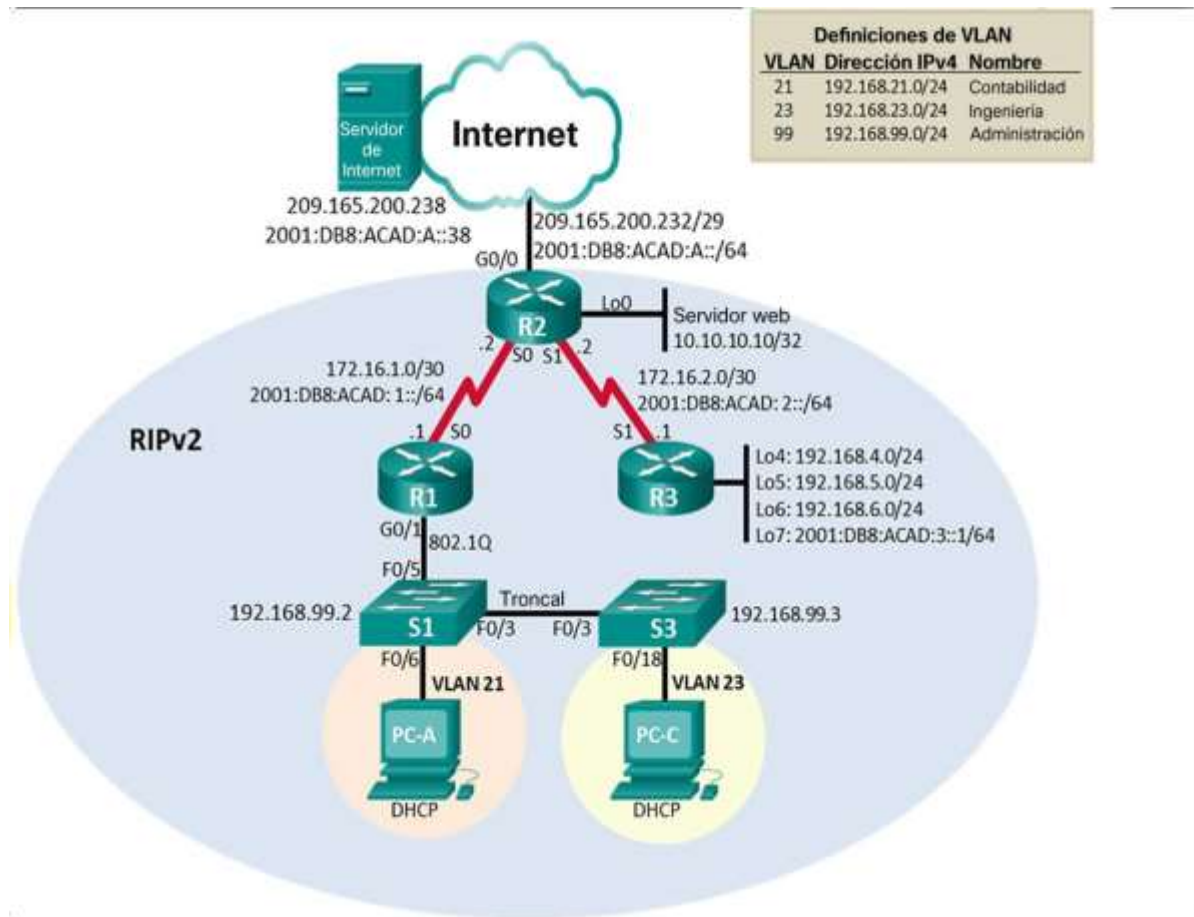 Definiciones de VLAN
VLAN Dirección IPv4 Nombre
21 192.168.21.0/24 Contabilidad
23 192.168.23.0/24 Ingenieria
99 192.168.99.0/24 Administración
Servidor
de
Internet
Internet
209.165.200.238
2001:DB8:ACAD:A::38
209.165.200.232/29
2001:DB8:ACAD:A::/64
G0/0
R2
Lo0
Servidor web
10.10.10.10/32
.2 S0 S1 .2
172.16.1.0/30
2001:DB8:ACAD: 1::/64
172.16.2.0/30
2001:DB8:ACAD: 2::/64
RIPv2
.1 S0
S1 .1
R1
R3
Lo4: 192.168.4.0/24
Lo5: 192.168.5.0/24
Lo6: 192.168.6.0/24
Lo7: 2001:DB8:ACAD:3::1/64
G0/1
802.1Q
F0/5
192.168.99.2
S1
Troncal
F0/3 F0/3
S3
192.168.99.3
F0/6
VLAN 21
F0/18
VLAN 23
PC-A
PC-C
DHCP
DHCP